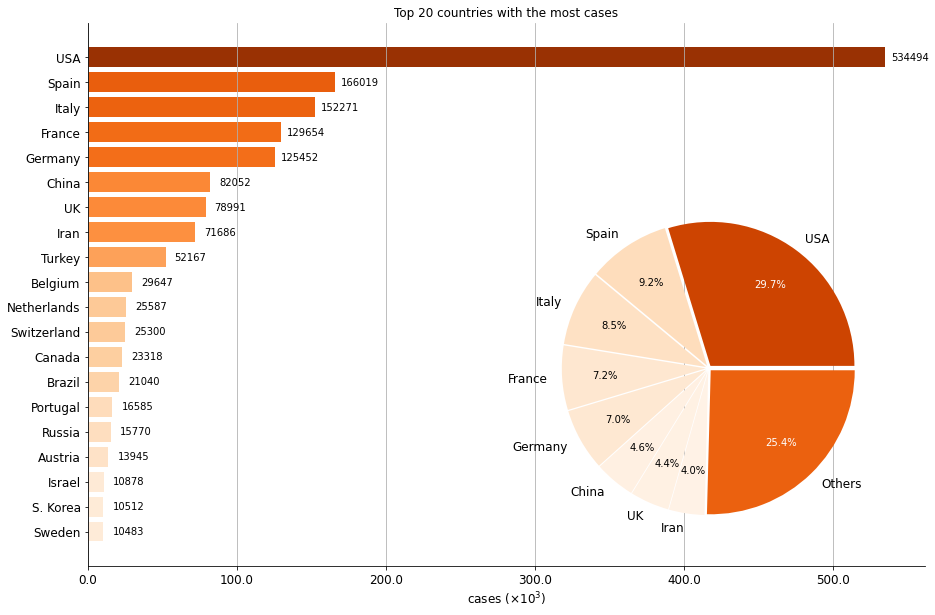 Top 20 countries with the most cases
USA 534494
Spain 166019
Italy 152271
France 129654
Germany 125452
China 82052
UK 78991
Iran 71686
Turkey 52167
Belgium 29647
Netherlands 25587
Switzerland 25300
Canada 23318
Brazil 21040
Portugal 16585
Russia 15770
Austria 13945
Israel 10878
S. Korea 10512
Sweden 10483
0.0 100.0 200.0 300.0 400.0 500.0
cases (×10³)
USA
29.7%
Spain
9.2%
Italy
8.5%
France
7.2%
Germany
7.0%
China
4.6%
UK
4.4%
Iran
4.0%
Others
25.4%